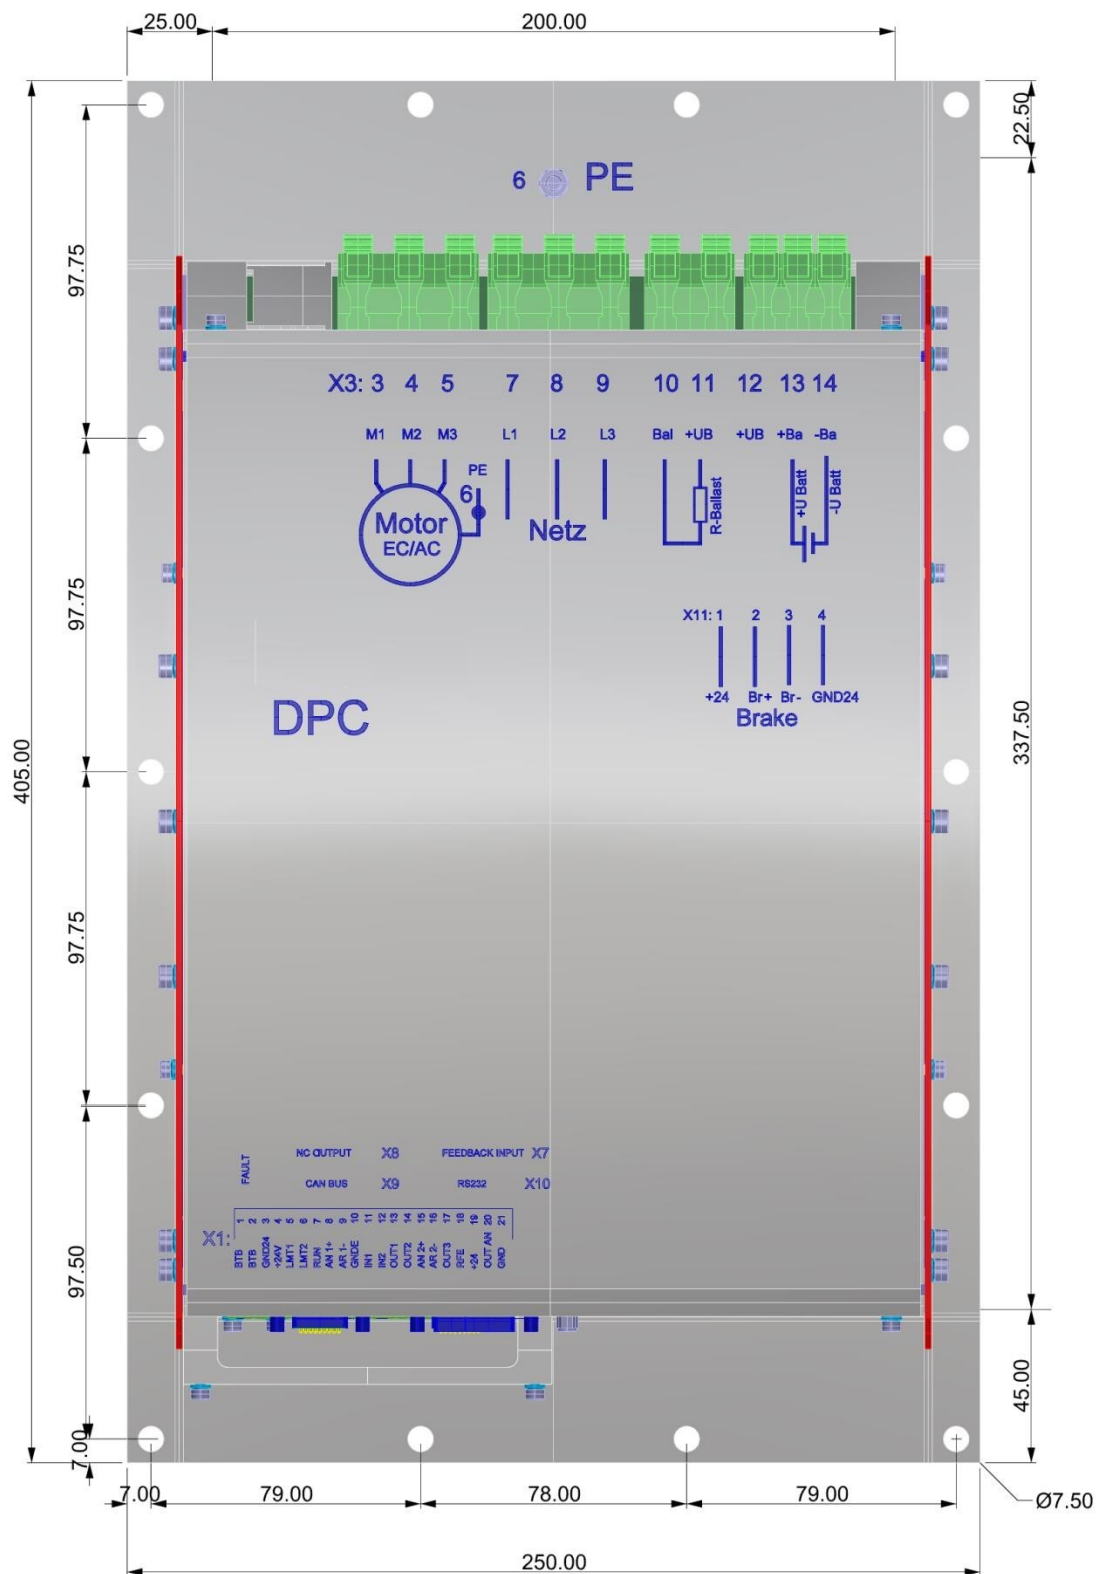 25.00 200.00
22.50
6 PE
97.75
X3: 3 4 5 7 8 9 10 11 12 13 14
M1 M2 M3 L1 L2 L3 Bal +UB +UB +Ba -Ba
PE
6
Motor
EC/AC
Netz
R-Ballast
+U Batt
-U Batt
97.75
X11: 1 2 3 4
+24 Br+ Br- GND24
Brake
DPC
405.00
337.50
97.75
NC OUTPUT X8 FEEDBACK INPUT X7
FAULT
CAN BUS X9 RS232 X10
X1:
1 2 3 4 5 6 7 8 9 10 11 12 13 14 15 16 17 18 19 20 21
BTB BTB GND24 +24V LMT1 LMT2 RUN AN 1+ AR 1- GNDE IN1 IN2 OUT1 OUT2 AN 2+ AR 2- OUT3 RFE +24 OUT AN GND
97.50
45.00
7.00
7.00 79.00 78.00 79.00 Ø7.50
250.00